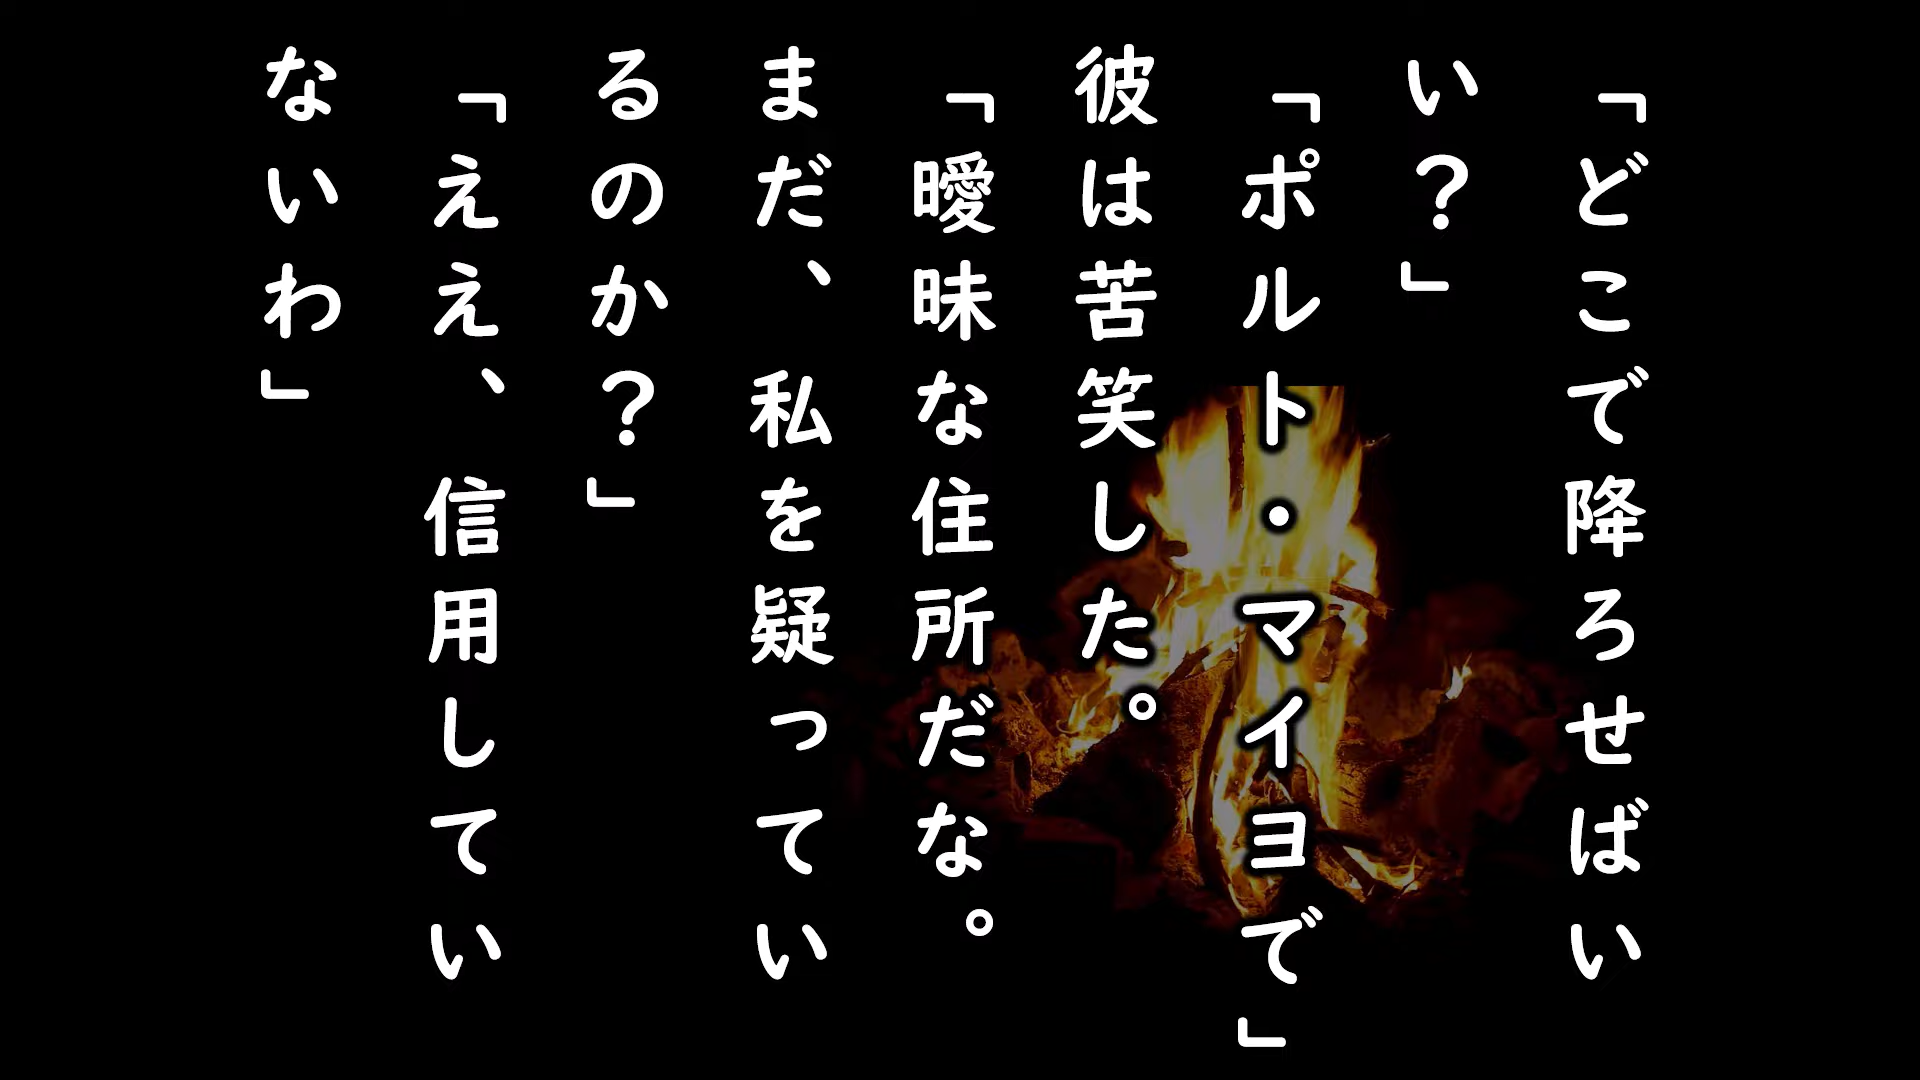 「どこで降ろせばい
い？」
「ポルト・マイヨで」
彼は苦笑した。
「曖昧な住所だな。
まだ、私を疑ってい
るのか？」
「ええ、信用してい
ないわ」